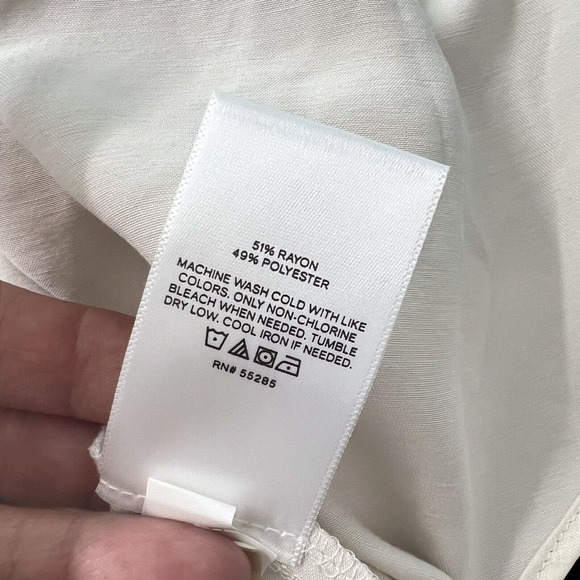 51% RAYON
49% POLYESTER
MACHINE WASH COLD WITH LIKE
COLORS. ONLY NON-CHLORINE
BLEACH WHEN NEEDED. TUMBLE
DRY LOW. COOL IRON IF NEEDED.
RN# 55285